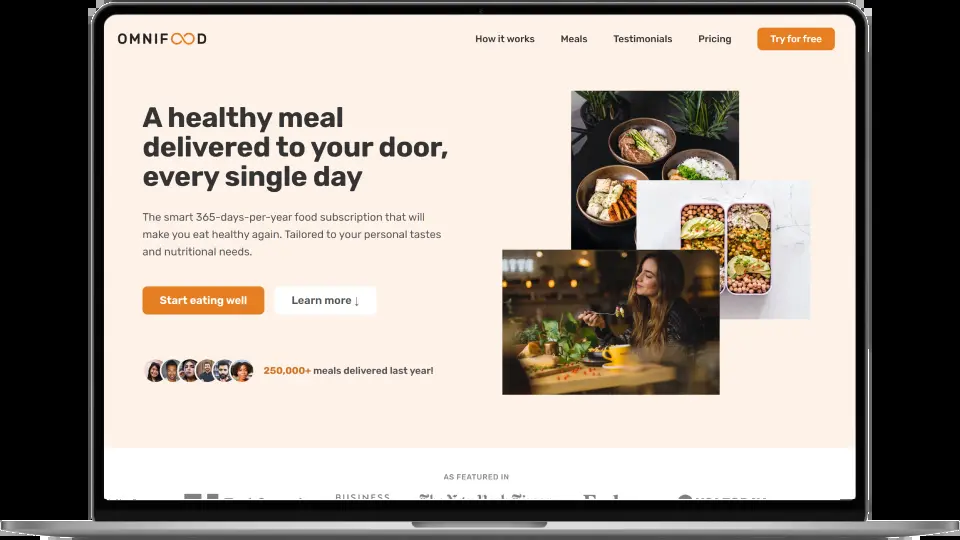 OMNIFOOD
How it works
Meals
Testimonials
Pricing
Try for free
A healthy meal
delivered to your door,
every single day
The smart 365-days-per-year food subscription that will
make you eat healthy again. Tailored to your personal tastes
and nutritional needs.
Start eating well
Learn more ↓
250,000+ meals delivered last year!
AS FEATURED IN
BUSINESS